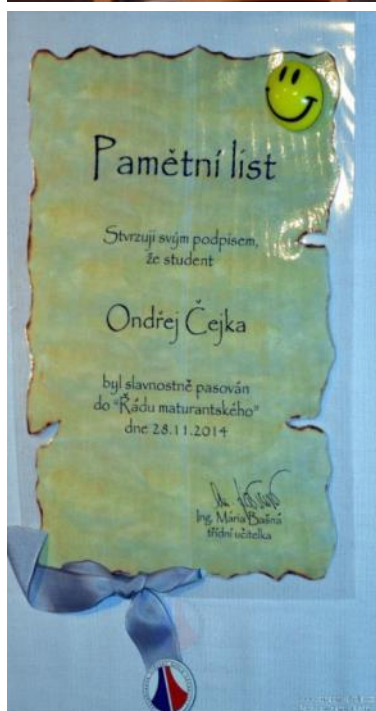 Pamětní list
Stvrzuji svým podpisem,
že student
Ondřej Čejka
byl slavnostně pasován
do "Řádu maturantského"
dne 28.11.2014
Ing. Mária Bašná
třídní učitelka